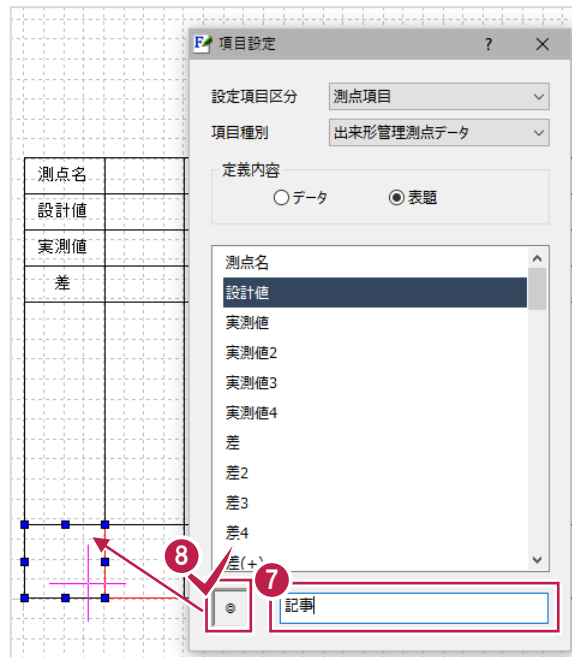 項目設定 ? ×
設定項目区分 測点項目
項目種別 出来形管理測点データ
定義内容
データ 表題
測点名
設計値
実測値
差
測点名
設計値
実測値
実測値2
実測値3
実測値4
差
差2
差3
差4
差(+)
8
7
◎ 記事